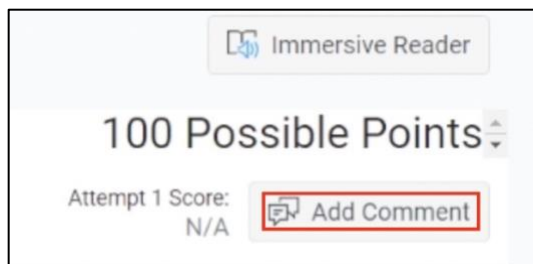 Immersive Reader
100 Possible Points
Attempt 1 Score:
N/A
Add Comment